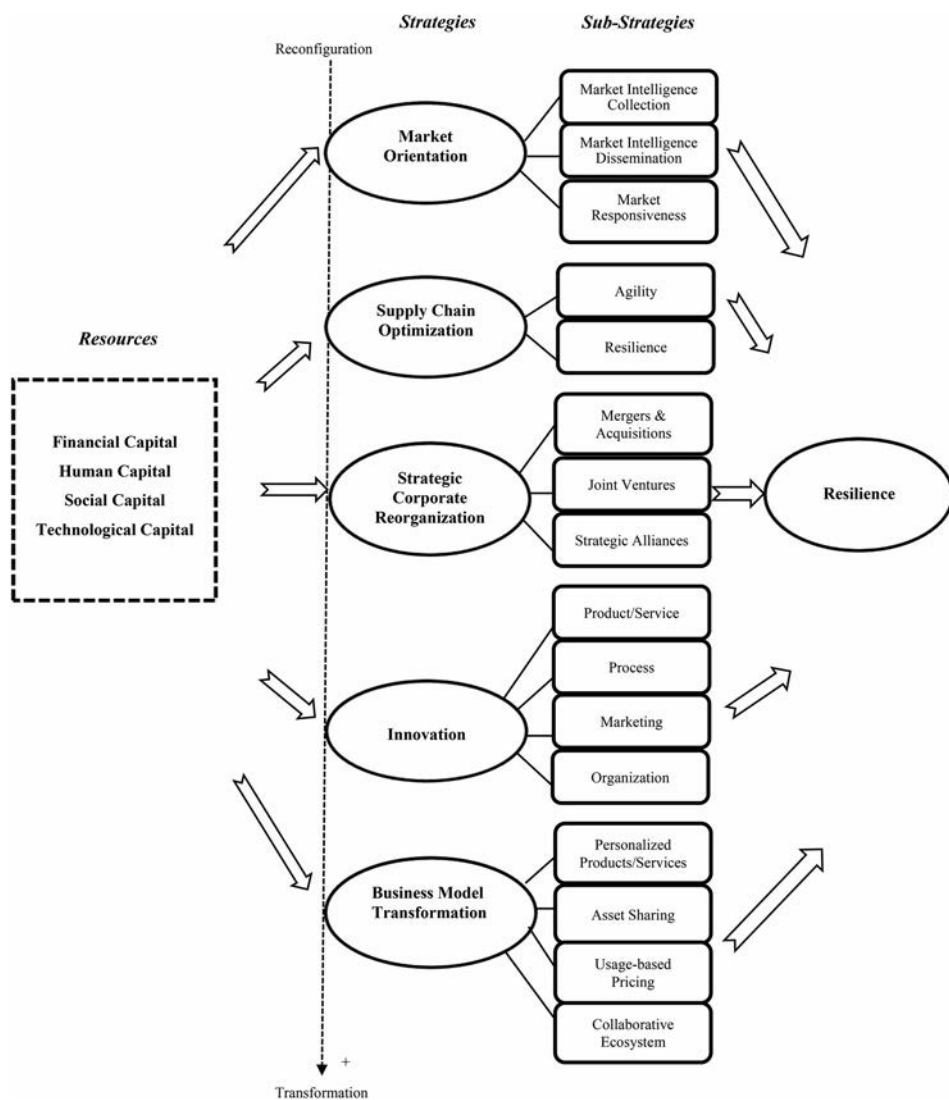 Strategies
Sub-Strategies
Reconfiguration
Market
Orientation
Market Intelligence
Collection
Market Intelligence
Dissemination
Market
Responsiveness
Supply Chain
Optimization
Agility
Resilience
Resources
Financial Capital
Human Capital
Social Capital
Technological Capital
Strategic
Corporate
Reorganization
Mergers &
Acquisitions
Joint Ventures
Strategic Alliances
Resilience
Innovation
Product/Service
Process
Marketing
Organization
Business Model
Transformation
Personalized
Products/Services
Asset Sharing
Usage-based
Pricing
Collaborative
Ecosystem
+
Transformation